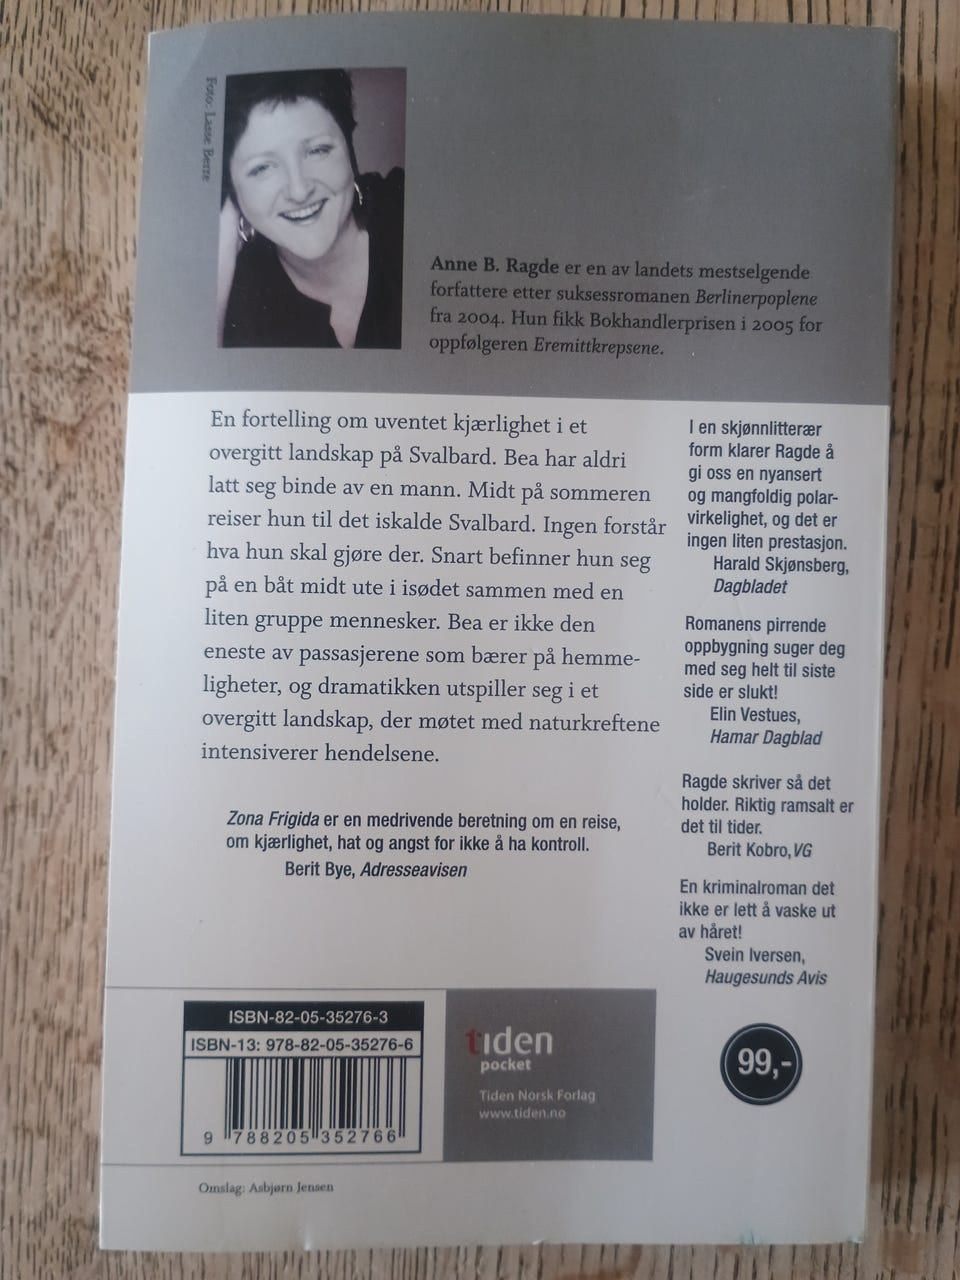 Foto: Lasse Berre
Anne B. Ragde er en av landets mestselgende
forfattere etter suksessromanen Berlinerpoplene
fra 2004. Hun fikk Bokhandlerprisen i 2005 for
oppfølgeren Eremittkrepsene.
En fortelling om uventet kjærlighet i et
overgitt landskap på Svalbard. Bea har aldri
latt seg binde av en mann. Midt på sommeren
reiser hun til det iskalde Svalbard. Ingen forstår
hva hun skal gjøre der. Snart befinner hun seg
på en båt midt ute i isødet sammen med en
liten gruppe mennesker. Bea er ikke den
eneste av passasjerene som bærer på hemme-
ligheter, og dramatikken utspiller seg i et
overgitt landskap, der møtet med naturkreftene
intensiverer hendelsene.
Zona Frigida er en medrivende beretning om en reise,
om kjærlighet, hat og angst for ikke å ha kontroll.
Berit Bye, Adresseavisen
I en skjønnlitterær
form klarer Ragde å
gi oss en nyansert
og mangfoldig polar-
virkelighet, og det er
ingen liten prestasjon.
Harald Skjønsberg,
Dagbladet
Romanens pirrende
oppbygning suger deg
med seg helt til siste
side er slukt!
Elin Vestues,
Hamar Dagblad
Ragde skriver så det
holder. Riktig ramsalt er
det til tider.
Berit Kobro, VG
En kriminalroman det
ikke er lett å vaske ut
av håret!
Svein Iversen,
Haugesunds Avis
ISBN-82-05-35276-3
ISBN-13: 978-82-05-35276-6
9 788205 352766
tiden
pocket
Tiden Norsk Forlag
www.tiden.no
99,-
Omslag: Asbjørn Jensen